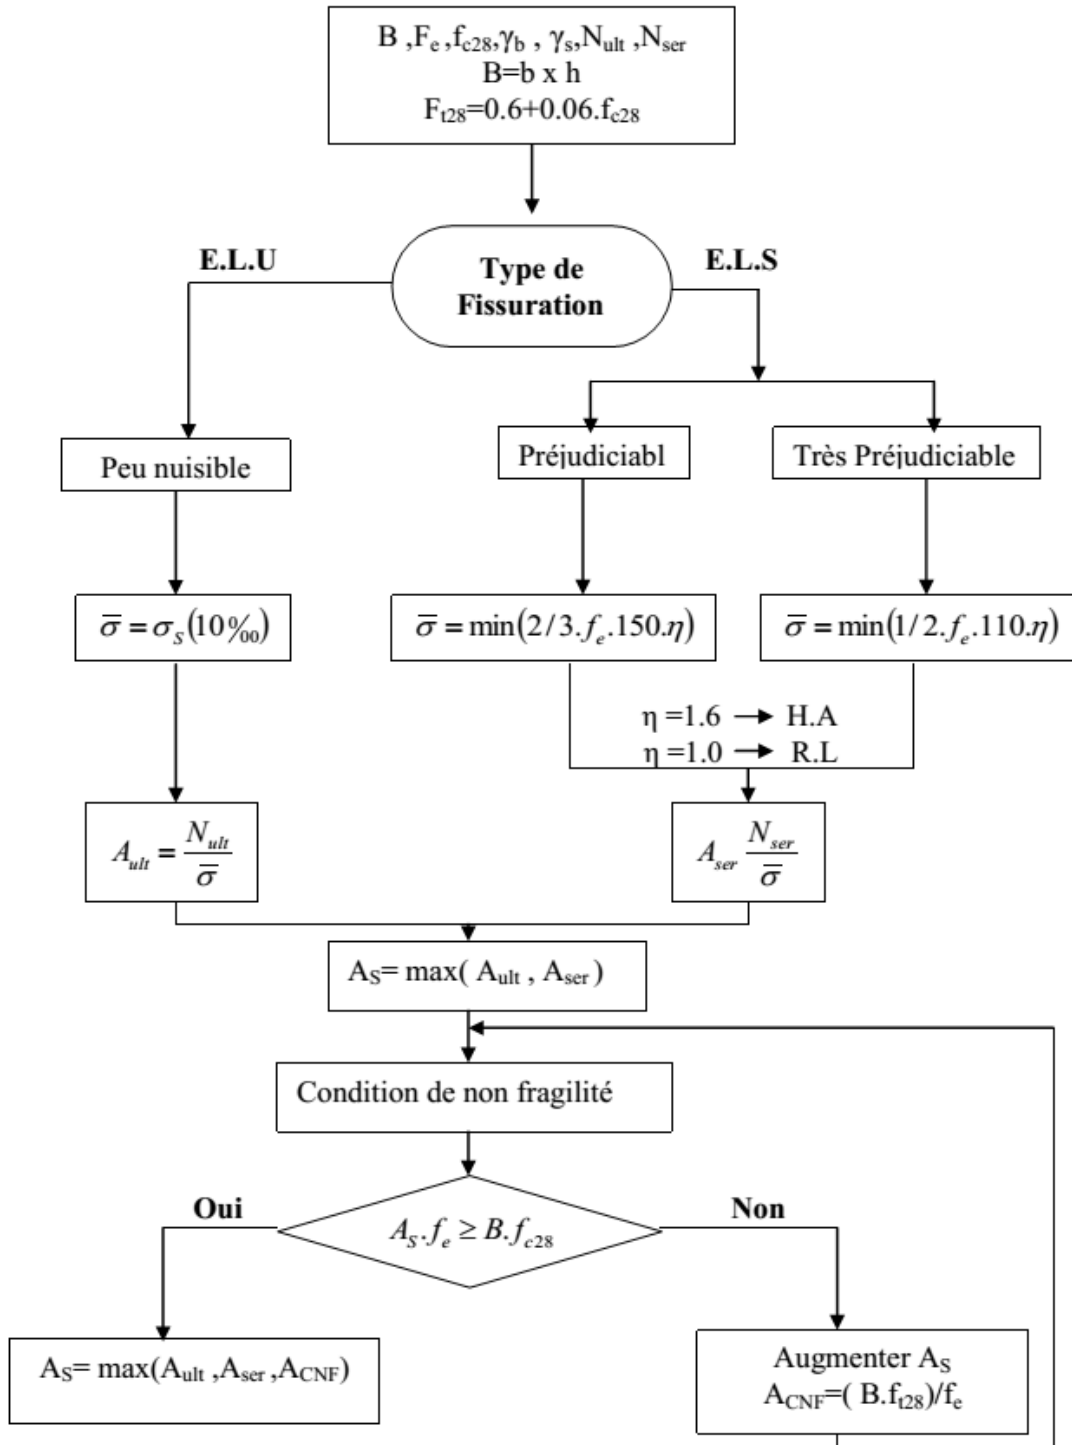 B ,Fe ,fc28,γb , γs,Nult ,Nser
B=b x h
Ft28=0.6+0.06.fc28
E.L.U
Type de
Fissuration
E.L.S
Peu nuisible
Préjudiciabl
Très Préjudiciable
σ̅ = σS(10‰)
σ̅ = min(2/3.fe.150.η)
σ̅ = min(1/2.fe.110.η)
η =1.6 → H.A
η =1.0 → R.L
Ault = Nult / σ̅
Aser Nser / σ̅
AS= max( Ault , Aser )
Condition de non fragilité
Oui
AS.fe ≥ B.fc28
Non
AS= max(Ault ,Aser ,ACNF)
Augmenter AS
ACNF=( B.ft28)/fe